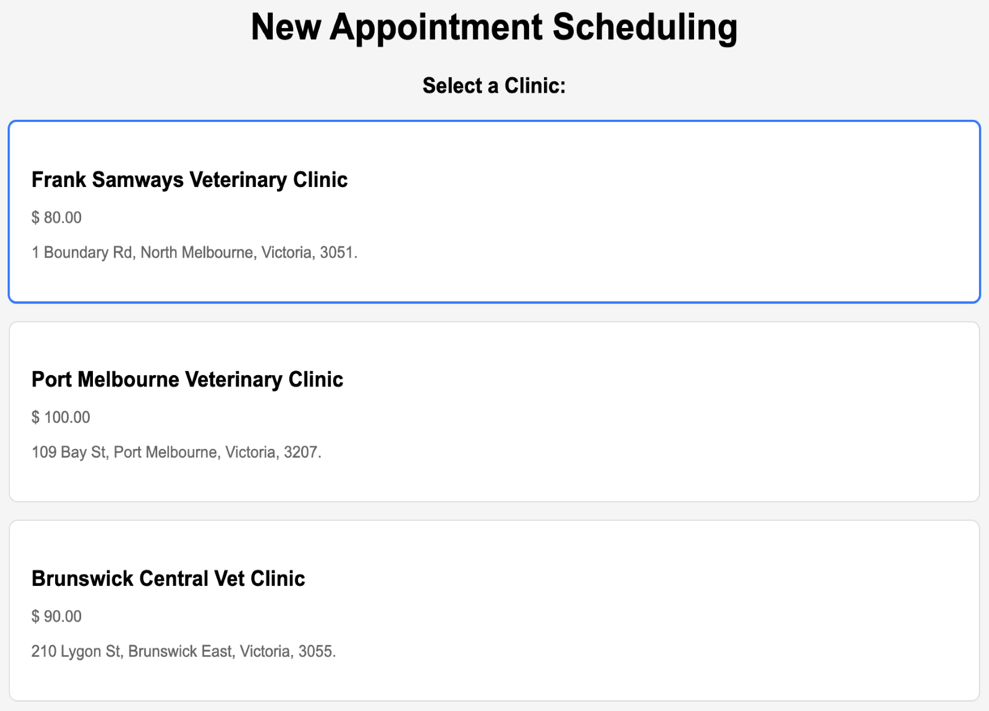 New Appointment Scheduling
Select a Clinic:
Frank Samways Veterinary Clinic
$ 80.00
1 Boundary Rd, North Melbourne, Victoria, 3051.
Port Melbourne Veterinary Clinic
$ 100.00
109 Bay St, Port Melbourne, Victoria, 3207.
Brunswick Central Vet Clinic
$ 90.00
210 Lygon St, Brunswick East, Victoria, 3055.